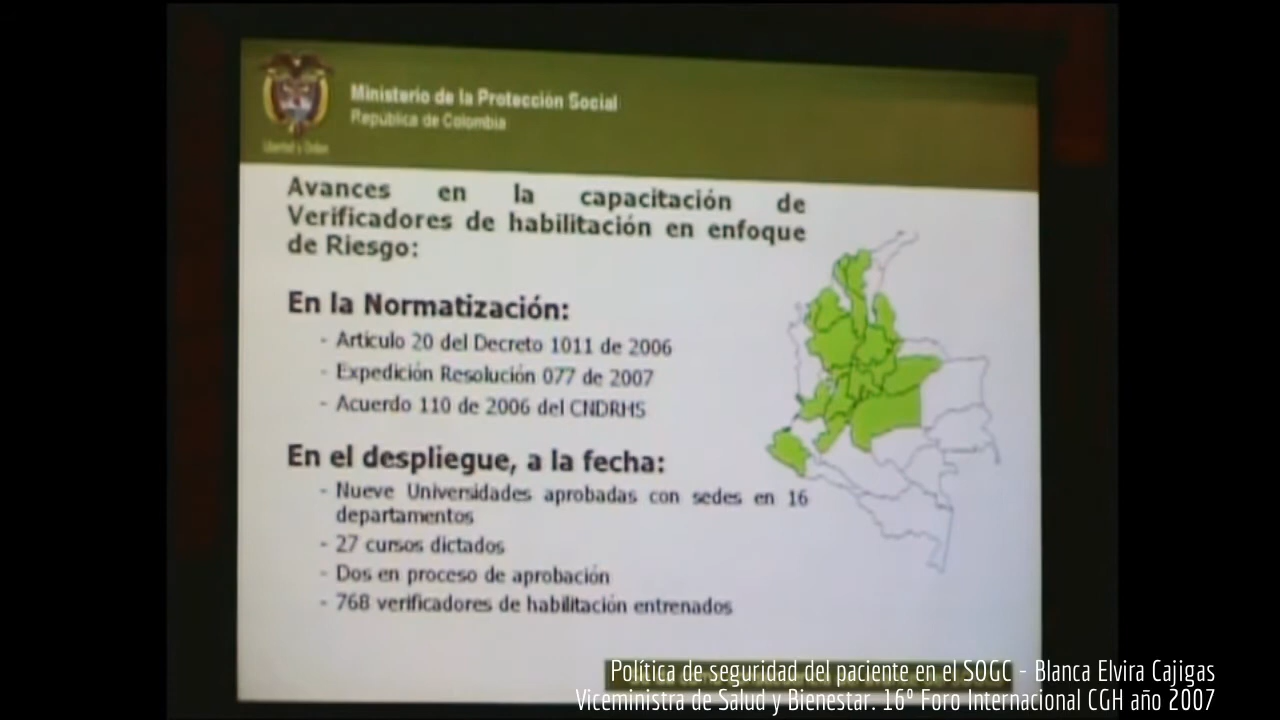 Ministerio de la Protección Social
República de Colombia
Libertad y Orden
Avances en la capacitación de
Verificadores de habilitación en enfoque
de Riesgo:
En la Normatización:
- Artículo 20 del Decreto 1011 de 2006
- Expedición Resolución 077 de 2007
- Acuerdo 110 de 2006 del CNDRHS
En el despliegue, a la fecha:
- Nueve Universidades aprobadas con sedes en 16
departamentos
- 27 cursos dictados
- Dos en proceso de aprobación
- 768 verificadores de habilitación entrenados
Política de seguridad del paciente en el SOGC - Blanca Elvira Cajigas
Viceministra de Salud y Bienestar. 16º Foro Internacional CGH año 2007